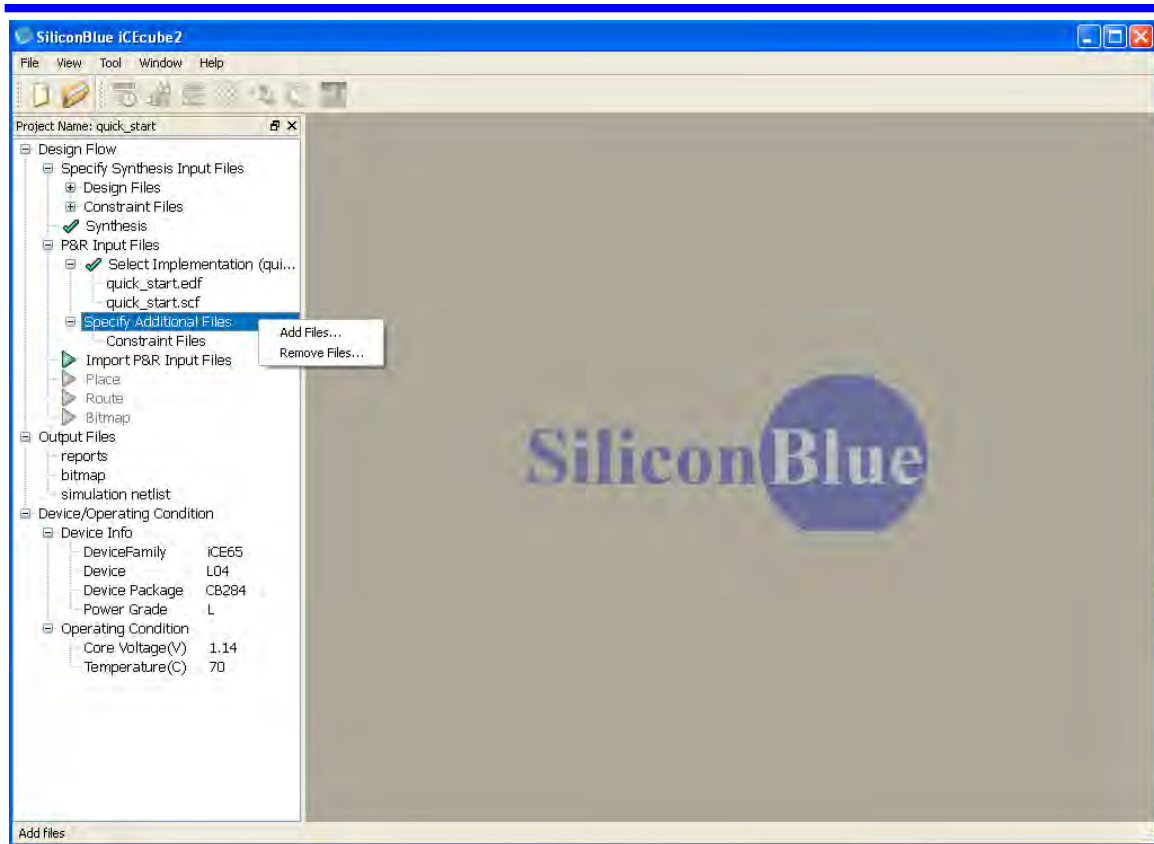 SiliconBlue iCEcube2
File View Tool Window Help
Project Name: quick_start
Design Flow
Specify Synthesis Input Files
Design Files
Constraint Files
Synthesis
P&R Input Files
Select Implementation (qui...
quick_start.edf
quick_start.scf
Specify Additional Files
Add Files...
Constraint Files
Remove Files...
Import P&R Input Files
Place
Route
Bitmap
Output Files
reports
bitmap
simulation netlist
Device/Operating Condition
Device Info
DeviceFamily iCE65
Device L04
Device Package CB284
Power Grade L
Operating Condition
Core Voltage(V) 1.14
Temperature(C) 70
SiliconBlue
Add files